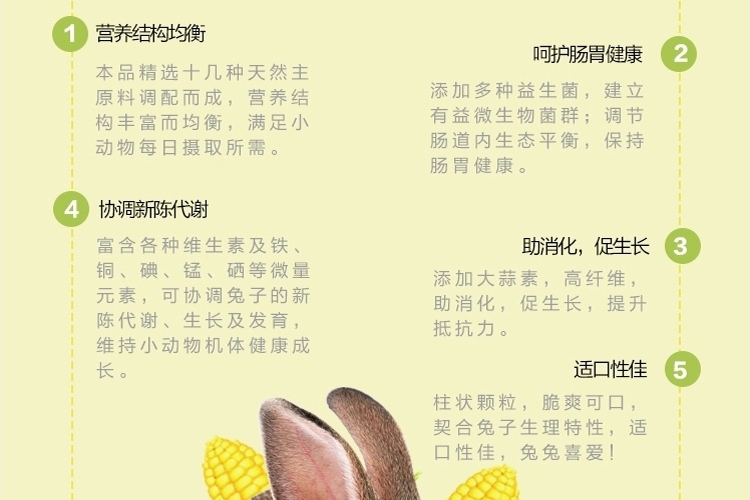 1 营养结构均衡
本品精选十几种天然主
原料调配而成，营养结
构丰富而均衡，满足小
动物每日摄取所需。
呵护肠胃健康 2
添加多种益生菌，建立
有益微生物菌群；调节
肠道内生态平衡，保持
肠胃健康。
助消化，促生长 3
添加大蒜素，高纤维，
助消化，促生长，提升
抵抗力。
4 协调新陈代谢
富含各种维生素及铁、
铜、碘、锰、硒等微量
元素，可协调兔子的新
陈代谢、生长及发育，
维持小动物机体健康成
长。
适口性佳 5
柱状颗粒，脆爽可口，
契合兔子生理特性，适
口性佳，兔兔喜爱！